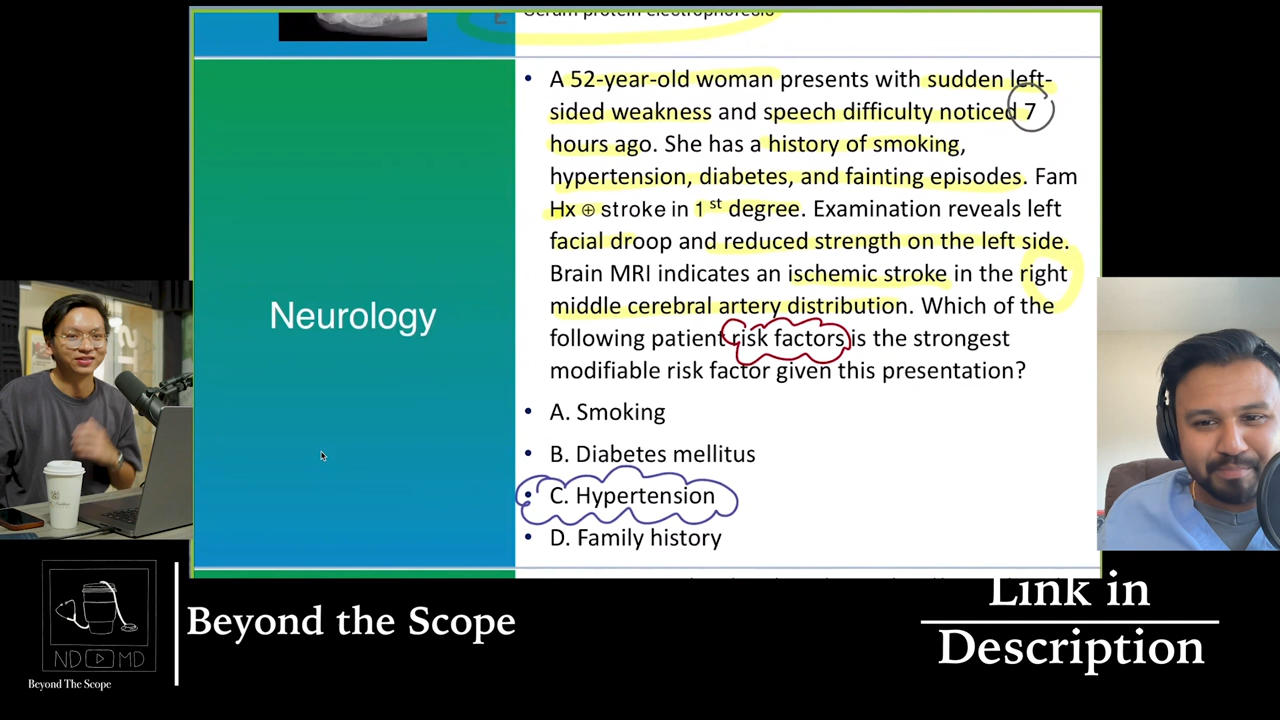 E Serum protein electrophoresis
• A 52-year-old woman presents with sudden left-
sided weakness and speech difficulty noticed 7
hours ago. She has a history of smoking,
hypertension, diabetes, and fainting episodes. Fam
Hx ⊕ stroke in 1st degree. Examination reveals left
facial droop and reduced strength on the left side.
Brain MRI indicates an ischemic stroke in the right
middle cerebral artery distribution. Which of the
following patient risk factors is the strongest
modifiable risk factor given this presentation?
• A. Smoking
• B. Diabetes mellitus
• C. Hypertension
• D. Family history
Neurology
ND MD
Beyond The Scope
Beyond the Scope
Link in
Description